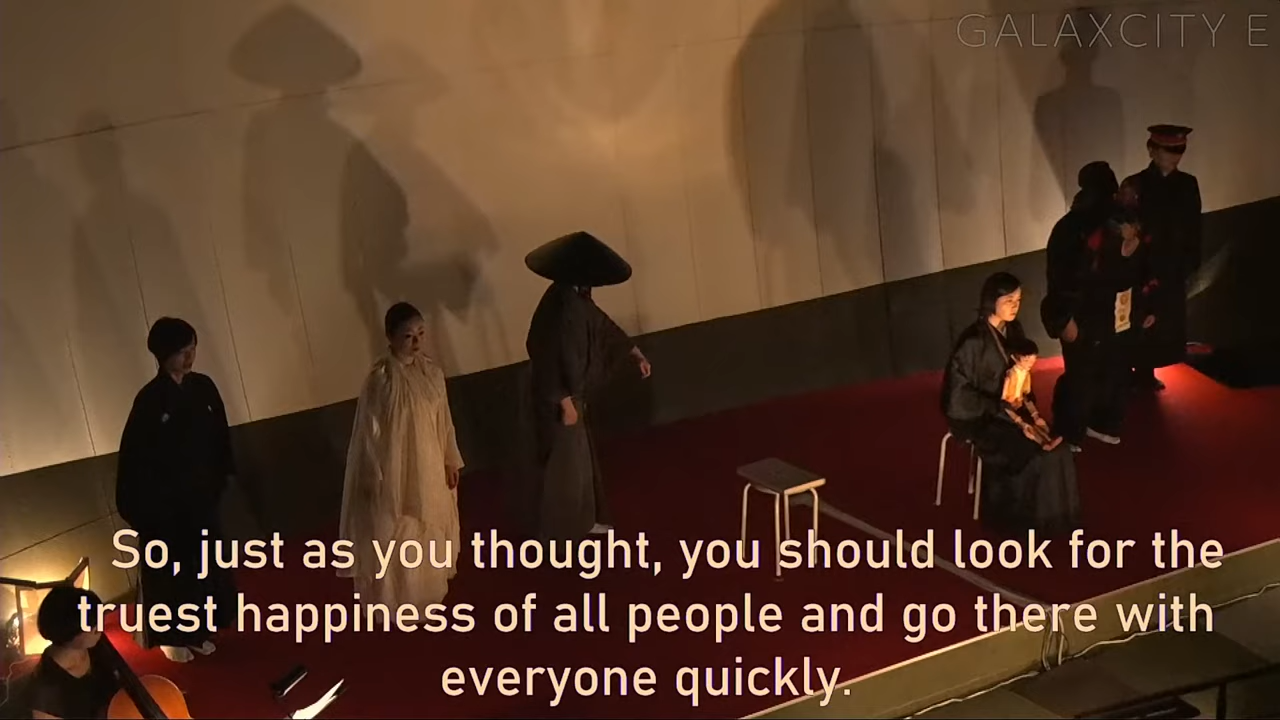 GALAXCITY E
So, just as you thought, you should look for the
truest happiness of all people and go there with
everyone quickly.